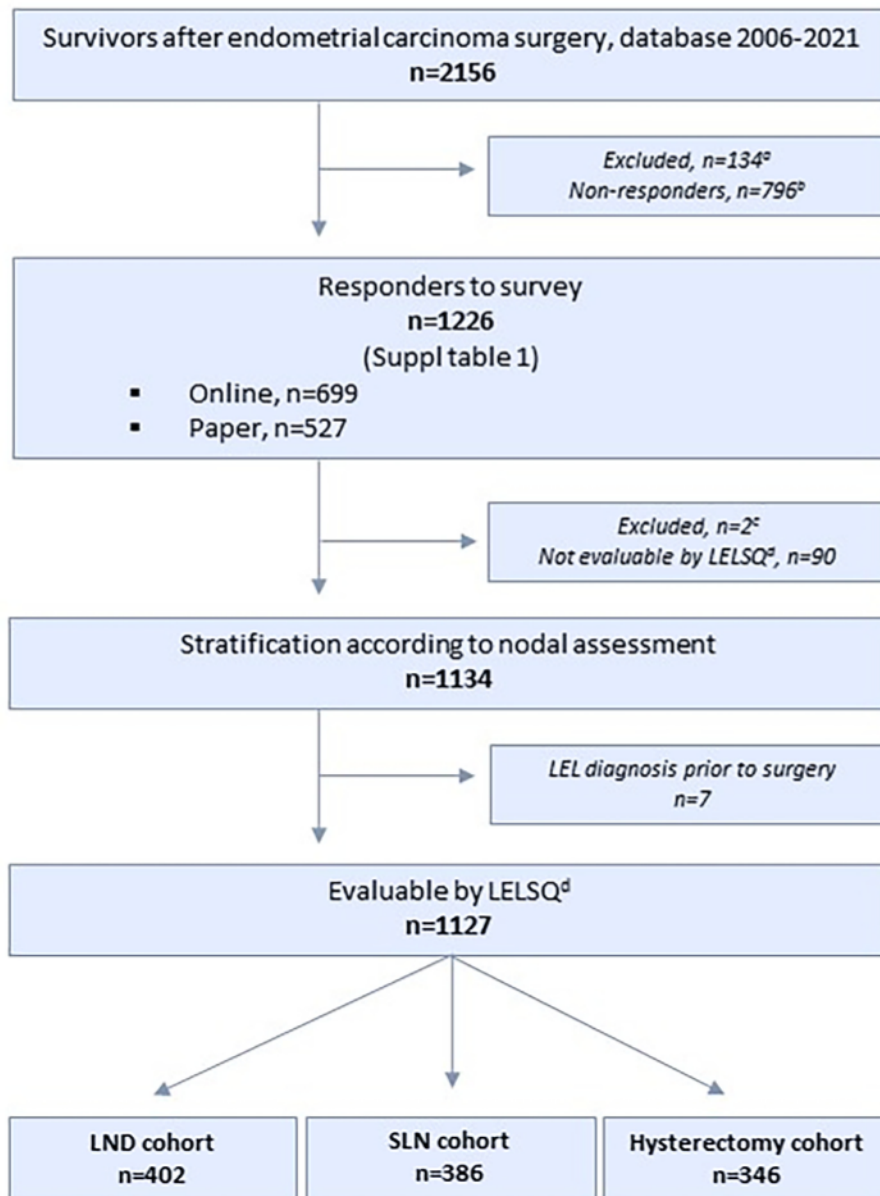 Survivors after endometrial carcinoma surgery, database 2006-2021
n=2156
Excluded, n=134ᵃ
Non-responders, n=796ᵇ
Responders to survey
n=1226
(Suppl table 1)
▪ Online, n=699
▪ Paper, n=527
Excluded, n=2ᶜ
Not evaluable by LELSQᵈ, n=90
Stratification according to nodal assessment
n=1134
LEL diagnosis prior to surgery
n=7
Evaluable by LELSQᵈ
n=1127
LND cohort
n=402
SLN cohort
n=386
Hysterectomy cohort
n=346